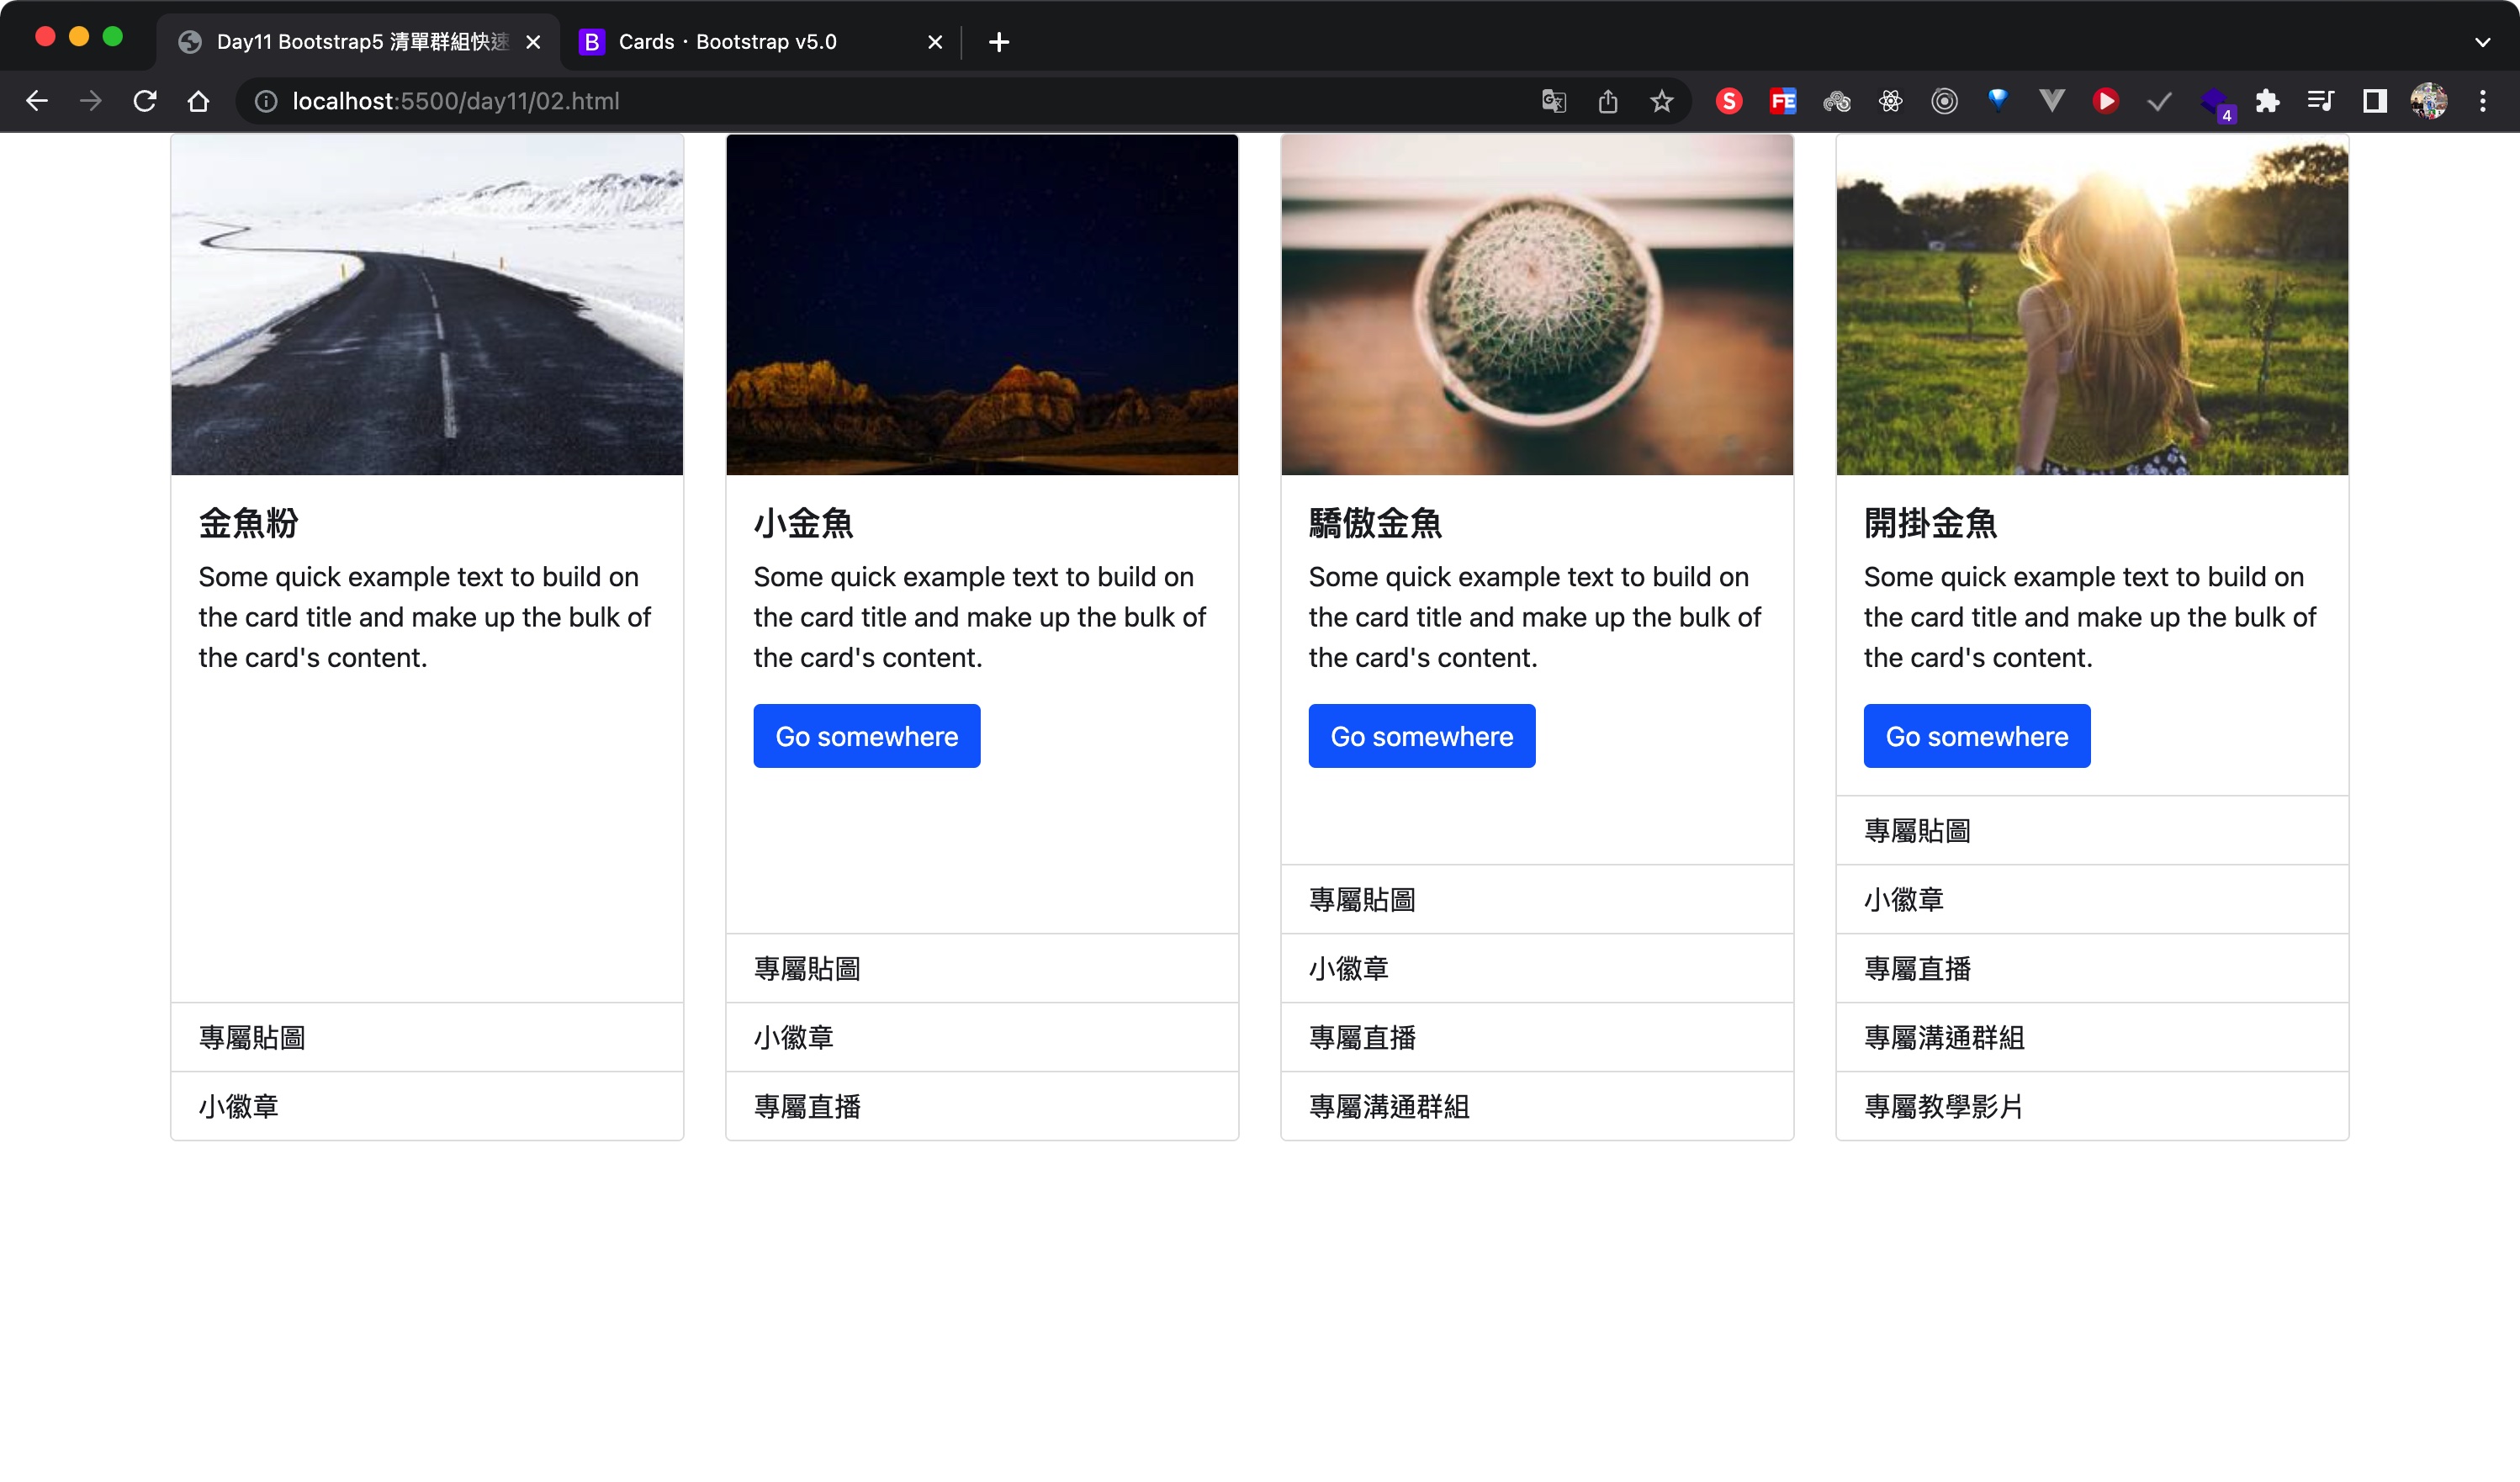 Day11 Bootstrap5 清單群組快速
B Cards · Bootstrap v5.0
localhost:5500/day11/02.html
S
FE
4
金魚粉
Some quick example text to build on
the card title and make up the bulk of
the card's content.
專屬貼圖
小徽章
小金魚
Some quick example text to build on
the card title and make up the bulk of
the card's content.
Go somewhere
專屬貼圖
小徽章
專屬直播
驕傲金魚
Some quick example text to build on
the card title and make up the bulk of
the card's content.
Go somewhere
專屬貼圖
小徽章
專屬直播
專屬溝通群組
開掛金魚
Some quick example text to build on
the card title and make up the bulk of
the card's content.
Go somewhere
專屬貼圖
小徽章
專屬直播
專屬溝通群組
專屬教學影片